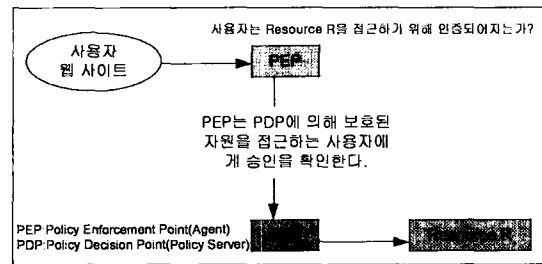 사용자는 Resource R을 접근하기 위해 인증되어지는가?
사용자
웹 사이트
PEP
PEP는 PDP에 의해 보호된
자원을 접근하는 사용자에
게 승인을 확인한다.
PEP:Policy Enforcement Point(Agent)
PDP:Policy Decision Point(Policy Server)
Resource R